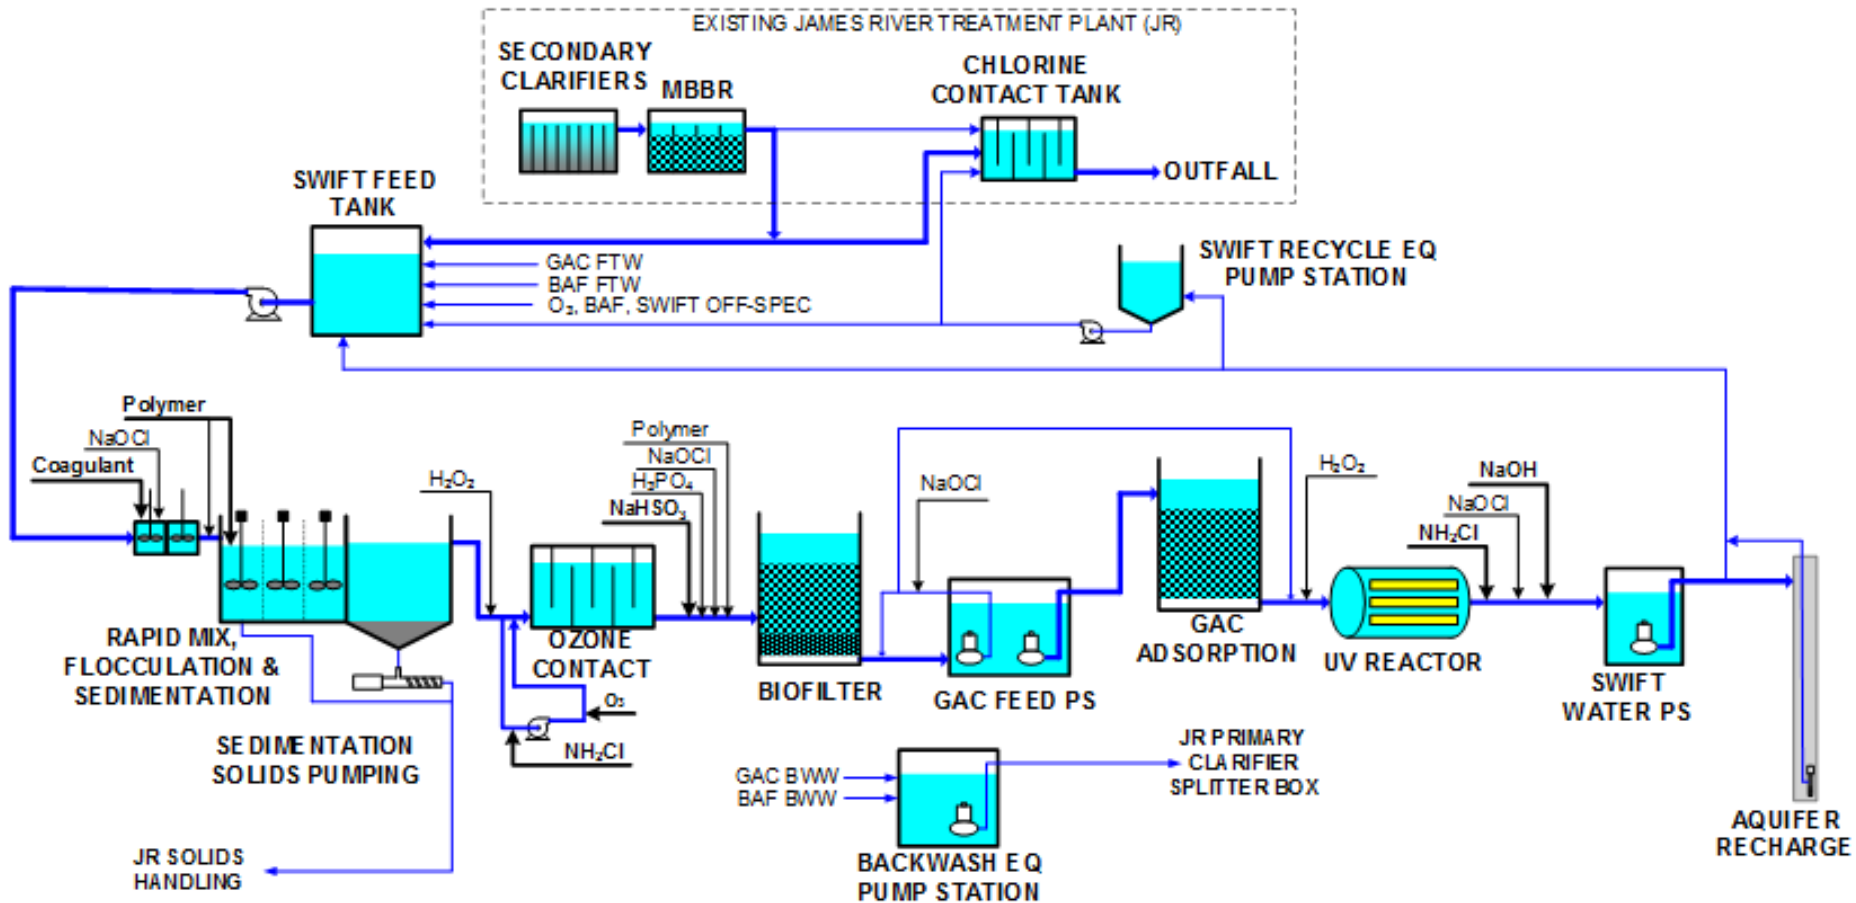 EXISTING JAMES RIVER TREATMENT PLANT (JR)
SECONDARY
CLARIFIERS
MBBR
CHLORINE
CONTACT TANK
OUTFALL
SWIFT FEED
TANK
GAC FTW
BAF FTW
O₃, BAF, SWIFT OFF-SPEC
SWIFT RECYCLE EQ
PUMP STATION
Polymer
NaOCl
Coagulant
H₂O₂
Polymer
NaOCl
H₃PO₄
NaHSO₃
NaOCl
H₂O₂
NaOH
NaOCl
NH₂Cl
RAPID MIX,
FLOCCULATION &
SEDIMENTATION
OZONE
CONTACT
O₃
NH₂Cl
BIOFILTER
GAC FEED PS
GAC
ADSORPTION
UV REACTOR
SWIFT
WATER PS
SEDIMENTATION
SOLIDS PUMPING
JR SOLIDS
HANDLING
GAC BWW
BAF BWW
BACKWASH EQ
PUMP STATION
JR PRIMARY
CLARIFIER
SPLITTER BOX
AQUIFER
RECHARGE